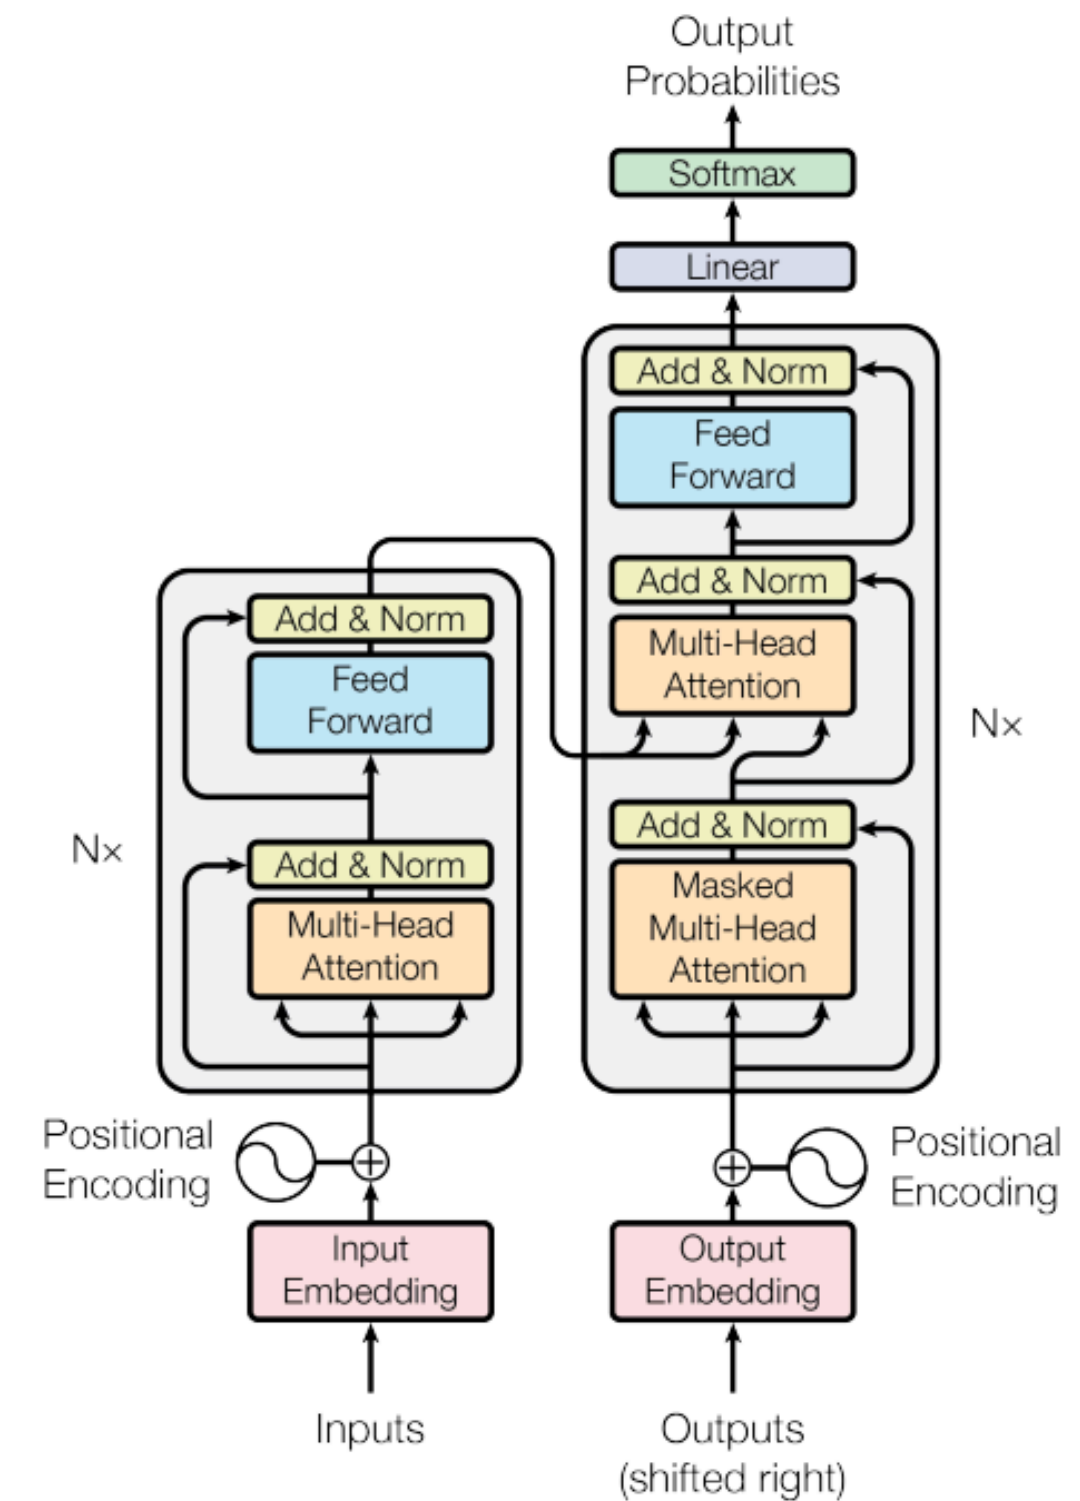 Output
Probabilities
Softmax
Linear
Add & Norm
Feed
Forward
Add & Norm
Multi-Head
Attention
Add & Norm
Masked
Multi-Head
Attention
Nx
Positional
Encoding
Output
Embedding
Outputs
(shifted right)
Add & Norm
Feed
Forward
Add & Norm
Multi-Head
Attention
N×
Positional
Encoding
Input
Embedding
Inputs